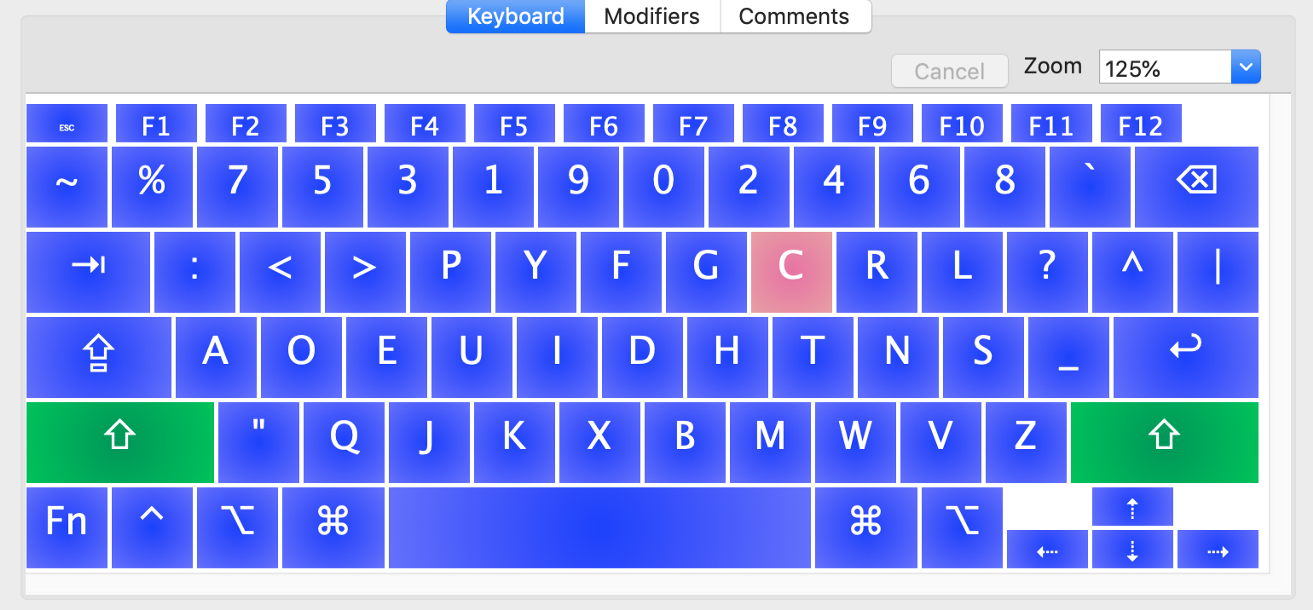 Keyboard Modifiers Comments
Cancel Zoom 125%
ESC F1 F2 F3 F4 F5 F6 F7 F8 F9 F10 F11 F12
~ % 7 5 3 1 9 0 2 4 6 8 ` ⌫
⇥ : < > P Y F G C R L ? ^ |
⇪ A O E U I D H T N S _ ↩
⇧ " Q J K X B M W V Z ⇧
Fn ⌃ ⌥ ⌘ ⌘ ⌥ ⇡
⇠ ⇣ ⇢